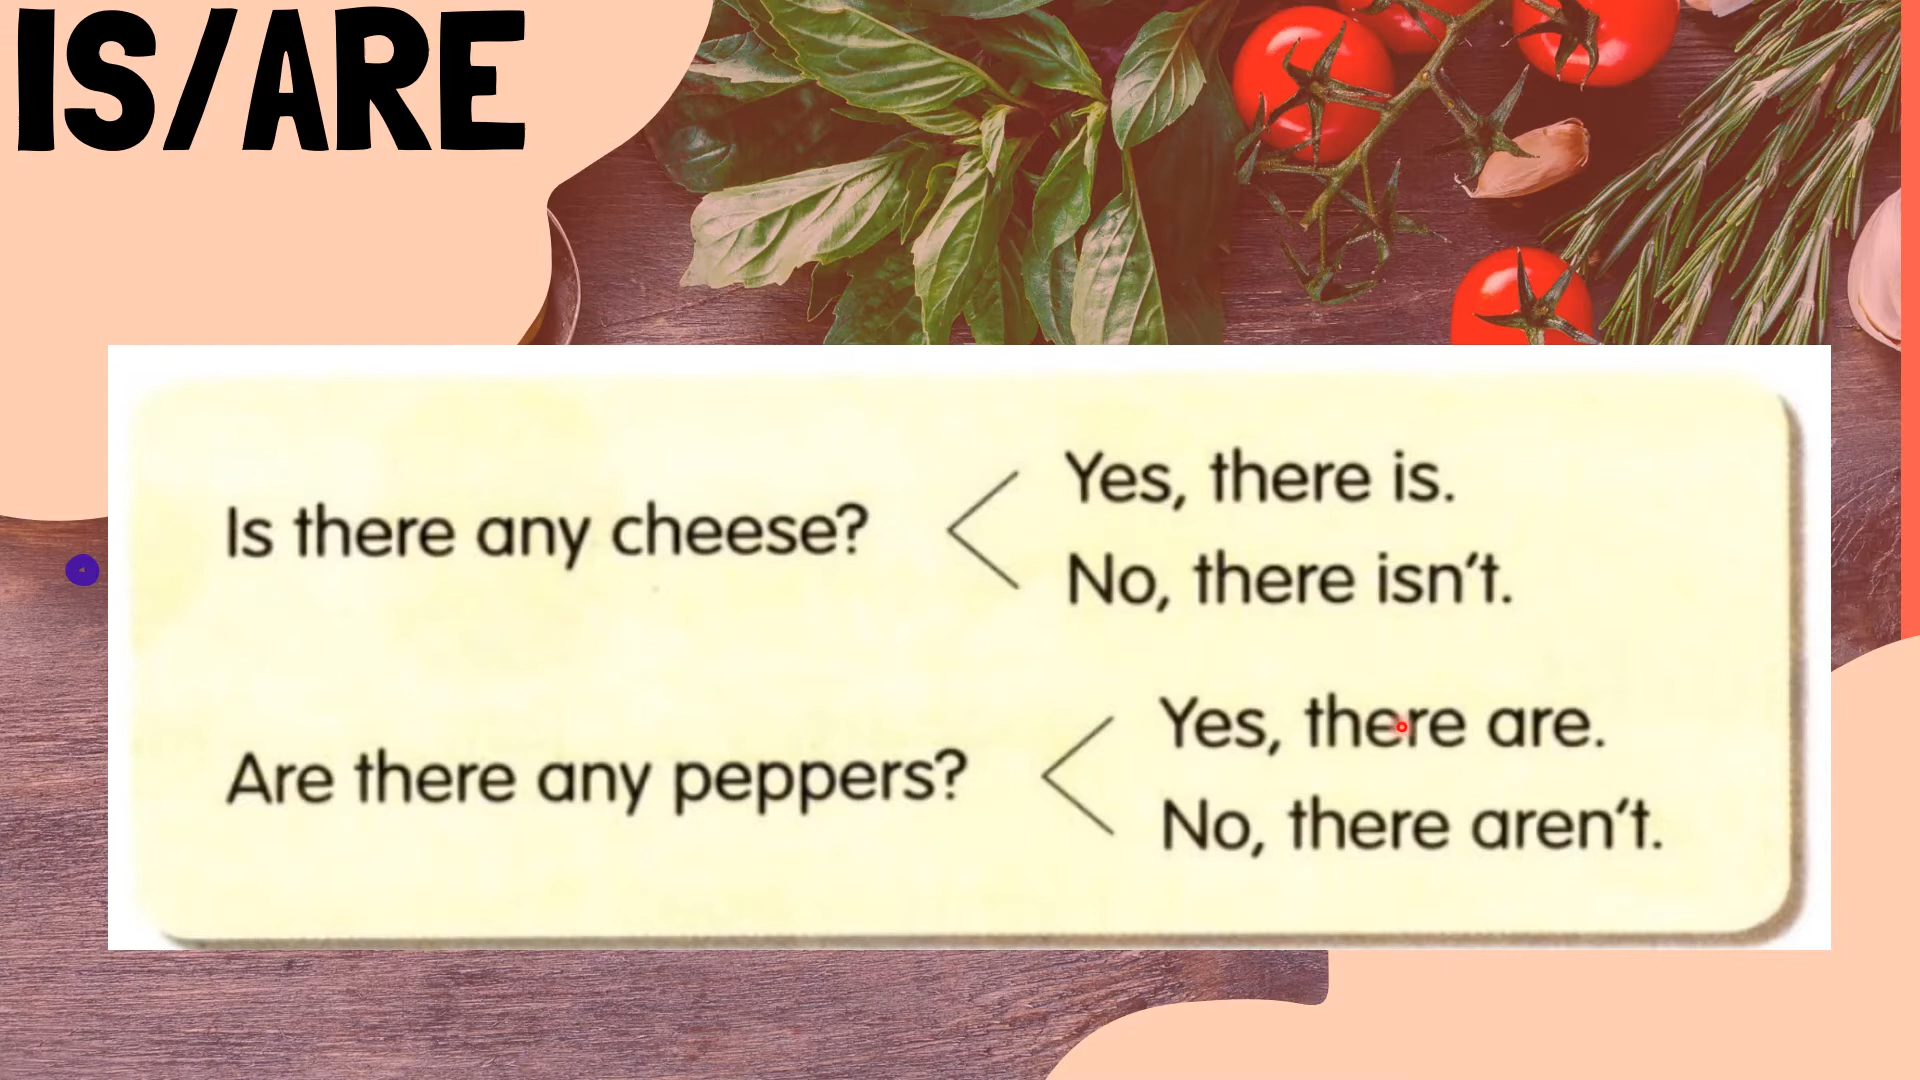 IS/ARE
Is there any cheese?
Yes, there is.
No, there isn't.
Are there any peppers?
Yes, there are.
No, there aren't.